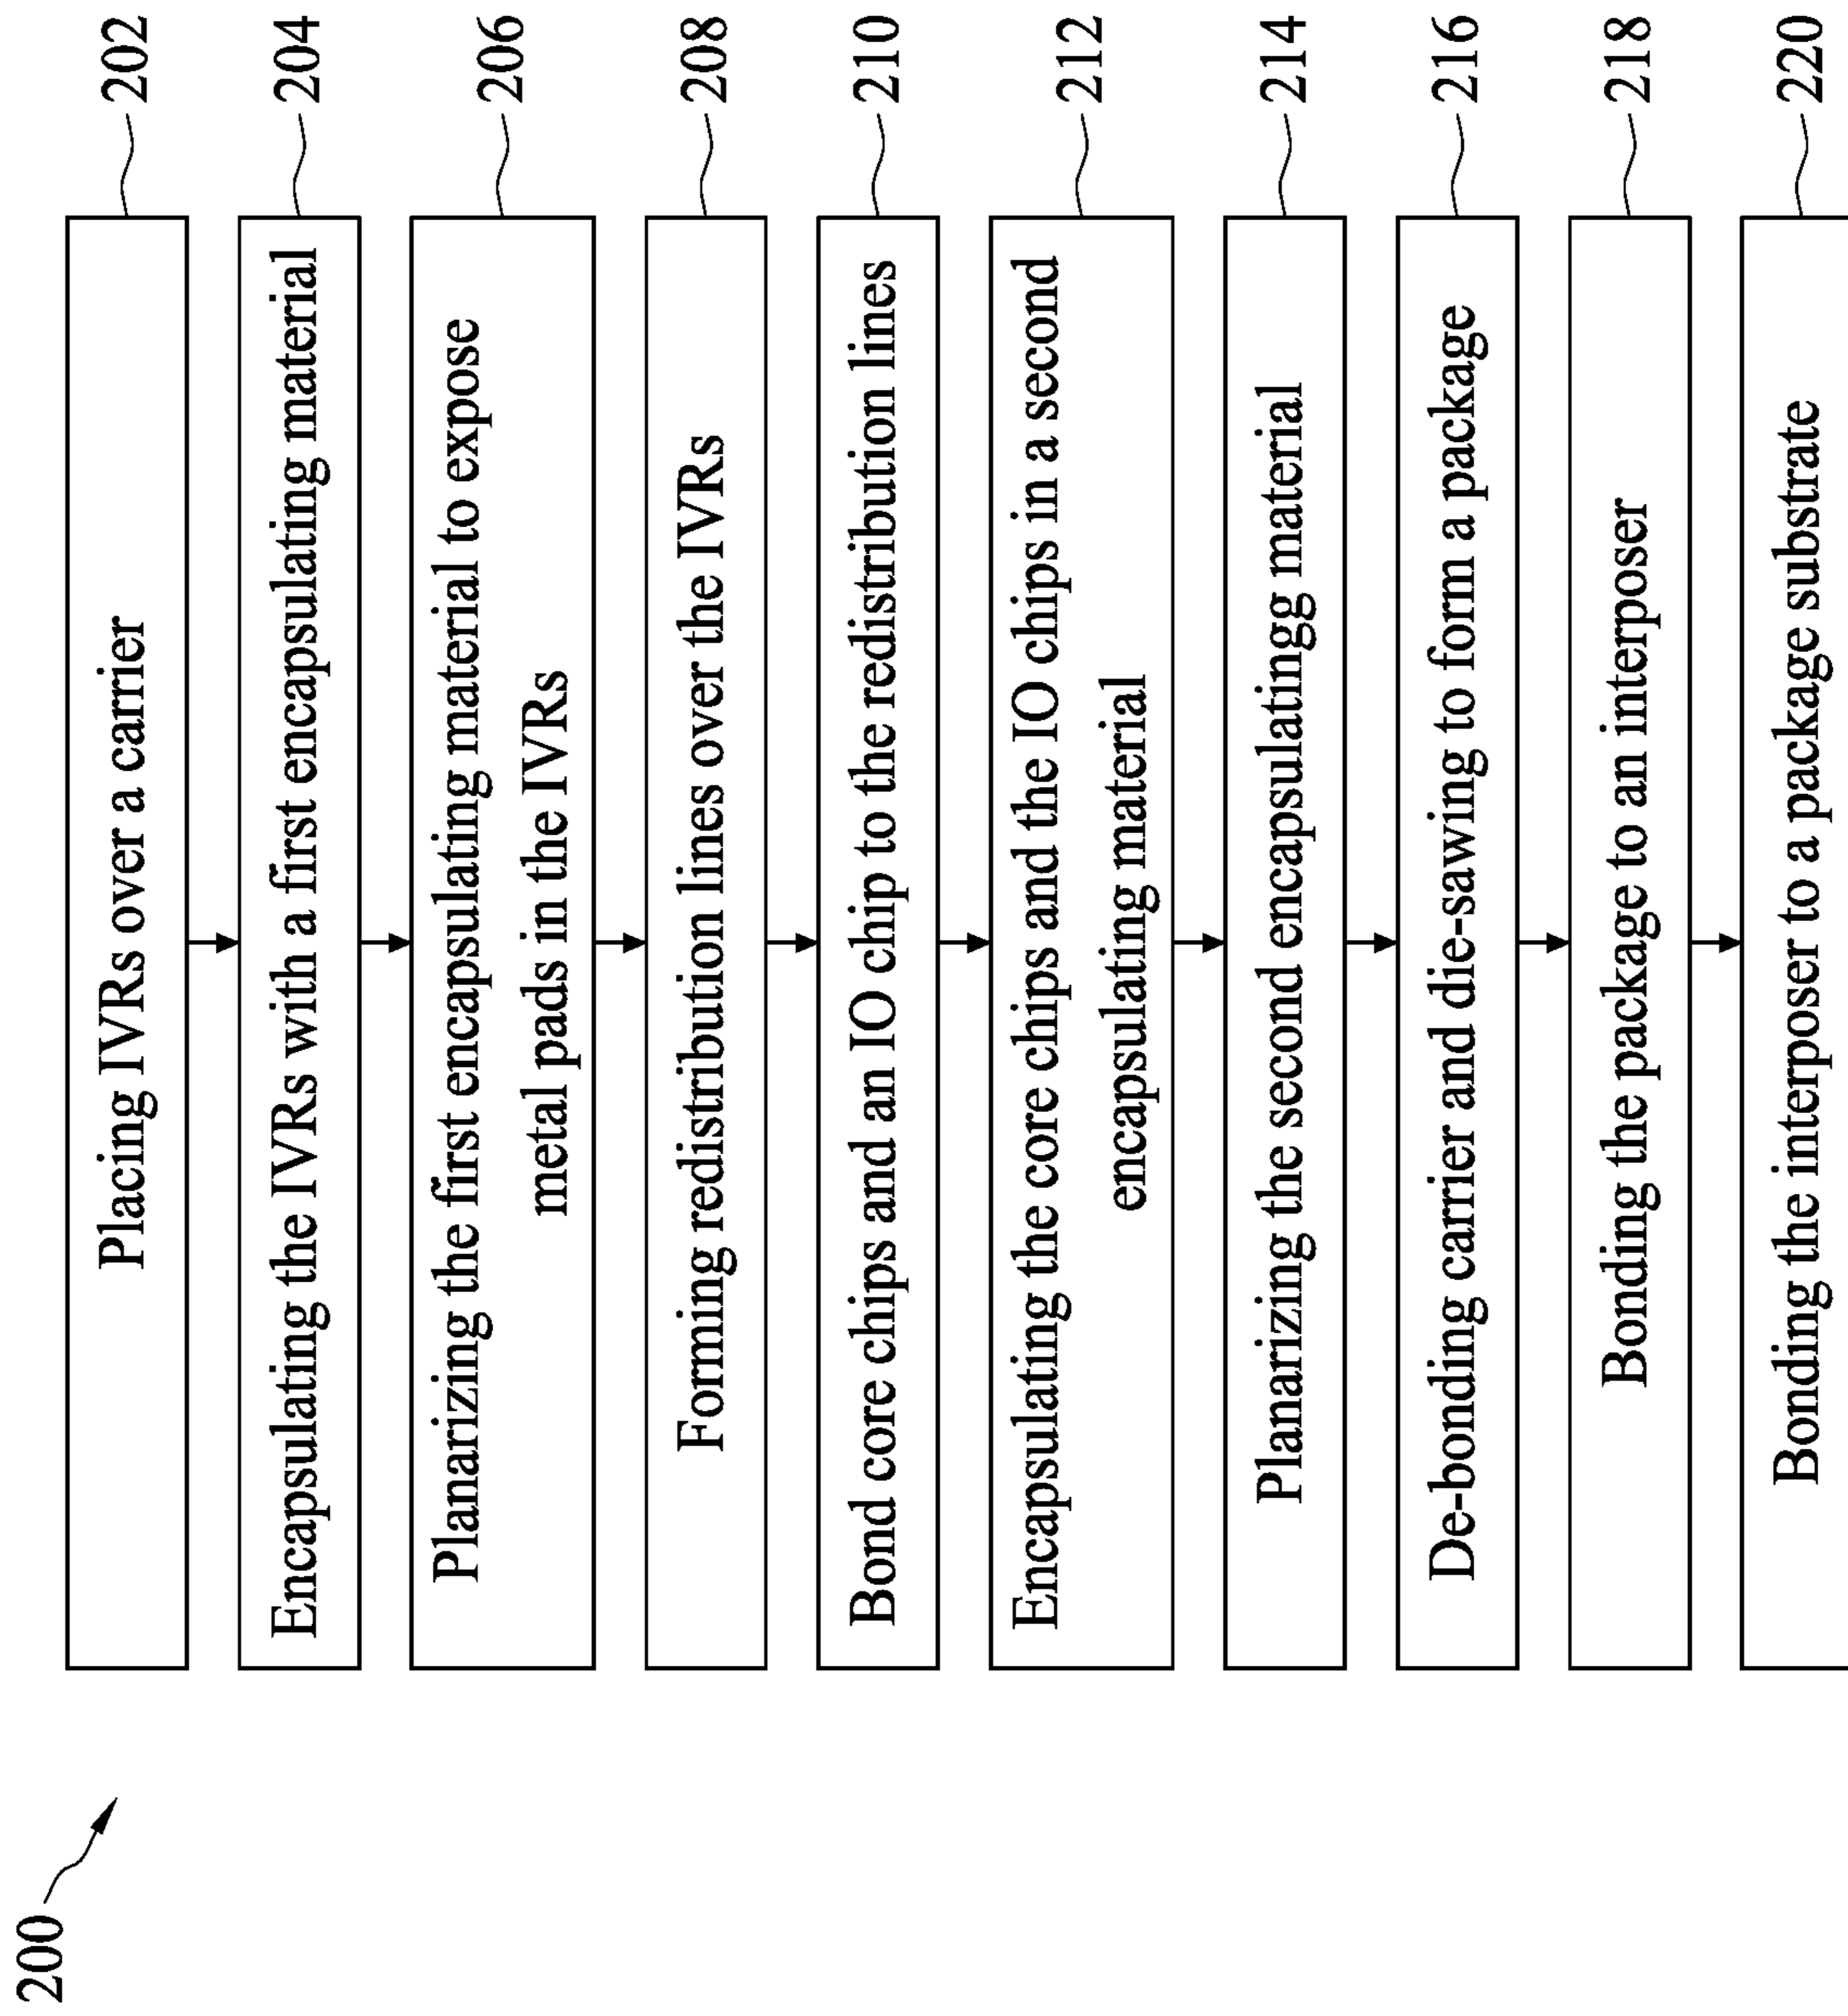 200
Placing IVRs over a carrier
202
Encapsulating the IVRs with a first encapsulating material
204
Planarizing the first encapsulating material to expose
metal pads in the IVRs
206
Forming redistribution lines over the IVRs
208
Bond core chips and an IO chip to the redistribution lines
210
Encapsulating the core chips and the IO chips in a second
encapsulating material
212
Planarizing the second encapsulatingg material
214
De-bonding carrier and die-sawing to form a package
216
Bonding the package to an interposer
218
Bonding the interposer to a package substrate
220